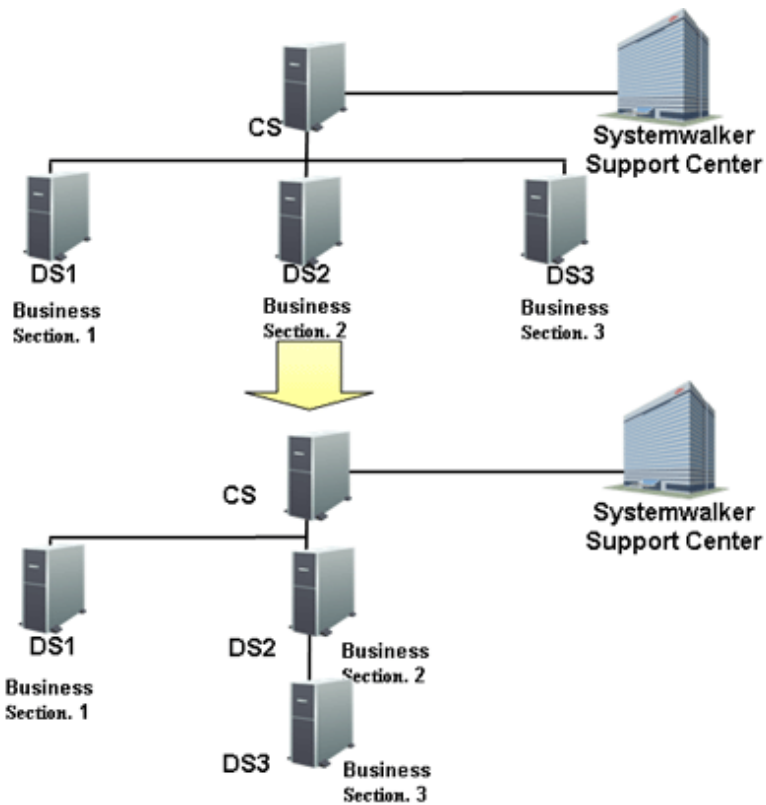 CS
Systemwalker
Support Center
DS1
DS2
DS3
Business
Section. 1
Business
Section. 2
Business
Section. 3
CS
Systemwalker
Support Center
DS1
Business
Section. 1
DS2
Business
Section. 2
DS3
Business
Section. 3